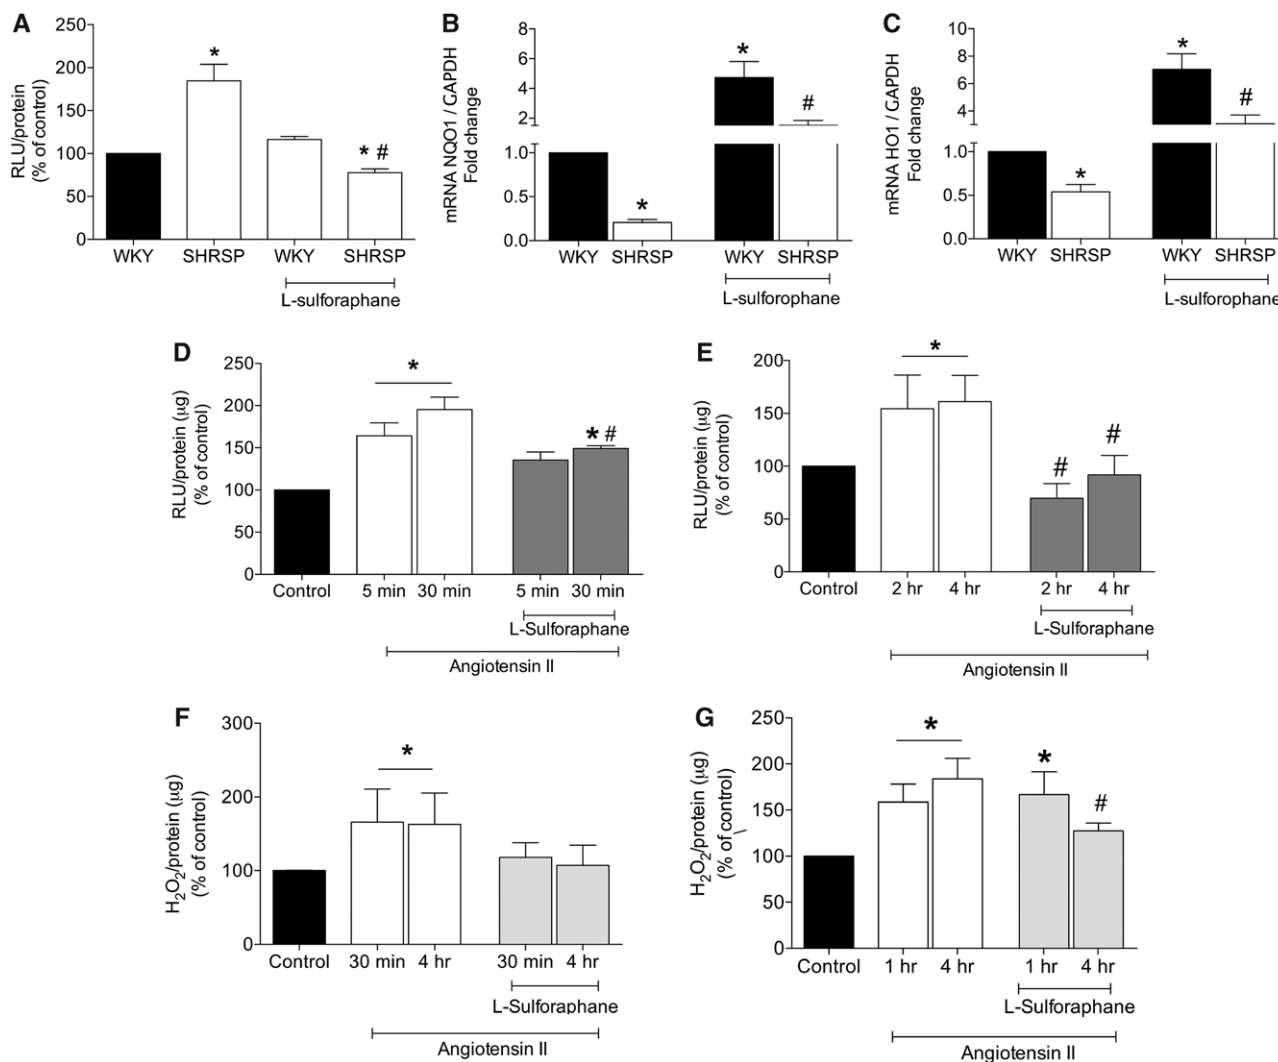 A
RLU/protein
(% of control)
250
200
150
100
50
0
*
* #
WKY
SHRSP
WKY
SHRSP
L-sulforaphane
B
mRNA NQO1 / GAPDH
Fold change
8
6
4
2
1.0
0.5
0.0
*
*
#
WKY
SHRSP
WKY
SHRSP
L-sulforophane
C
mRNA HO1 / GAPDH
Fold change
10
8
6
4
1.0
0.5
0.0
*
*
#
WKY
SHRSP
WKY
SHRSP
L-sulforophane
D
RLU/protein (μg)
(% of control)
250
200
150
100
50
0
*
* #
Control
5 min
30 min
5 min
30 min
L-Sulforaphane
Angiotensin II
E
RLU/protein (μg)
(% of control)
200
150
100
50
0
*
#
#
Control
2 hr
4 hr
2 hr
4 hr
L-Sulforaphane
Angiotensin II
F
H₂O₂/protein (μg)
(% of control)
300
200
100
0
*
Control
30 min
4 hr
30 min
4 hr
L-Sulforaphane
Angiotensin II
G
H₂O₂/protein (μg)
(% of control)
250
200
150
100
50
0
*
*
#
Control
1 hr
4 hr
1 hr
4 hr
L-Sulforaphane
Angiotensin II